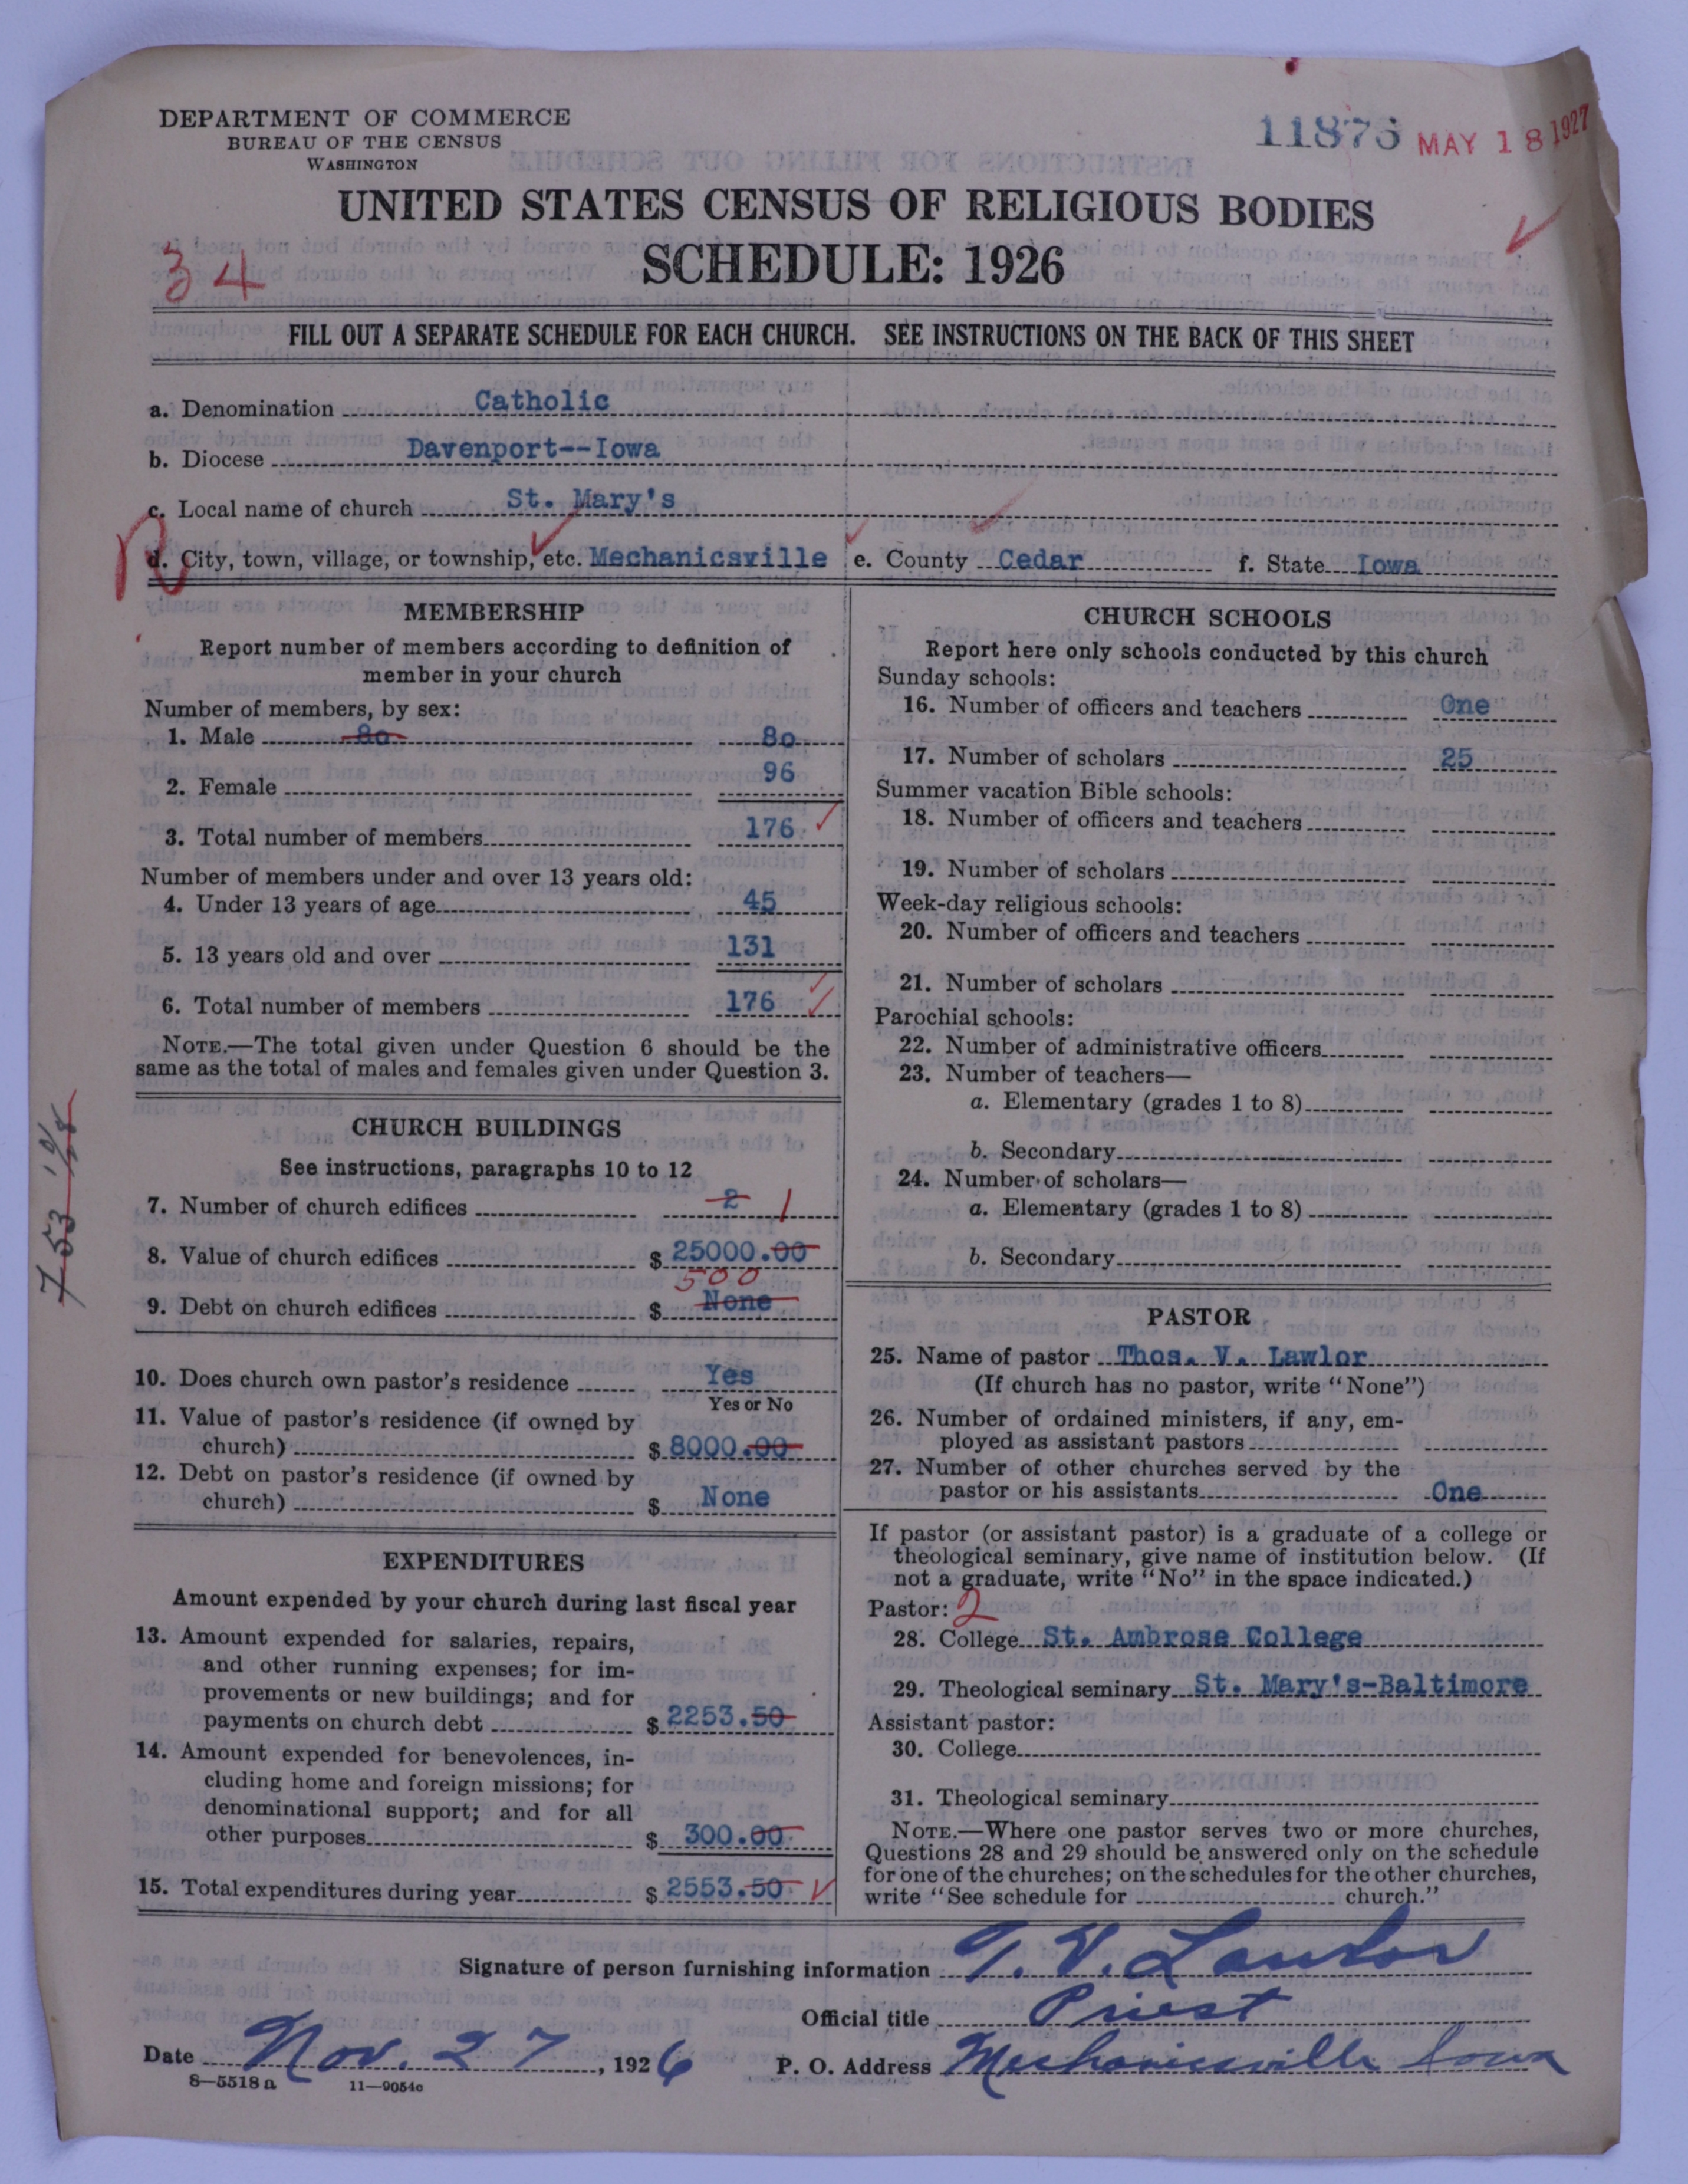 DEPARTMENT OF COMMERCE
BUREAU OF THE CENSUS
WASHINGTON
11873 MAY 18 1927
UNITED STATES CENSUS OF RELIGIOUS BODIES
34
SCHEDULE: 1926
FILL OUT A SEPARATE SCHEDULE FOR EACH CHURCH. SEE INSTRUCTIONS ON THE BACK OF THIS SHEET
a. Denomination Catholic
b. Diocese Davenport--Iowa
c. Local name of church St. Mary's
d. City, town, village, or township, etc. Mechanicsville e. County Cedar f. State Iowa
MEMBERSHIP
Report number of members according to definition of
member in your church
Number of members, by sex:
1. Male 80 80
2. Female 96
3. Total number of members 176
Number of members under and over 13 years old:
4. Under 13 years of age 45
5. 13 years old and over 131
6. Total number of members 176
NOTE.—The total given under Question 6 should be the
same as the total of males and females given under Question 3.
CHURCH BUILDINGS
See instructions, paragraphs 10 to 12
7. Number of church edifices 2 1
8. Value of church edifices $ 25000.00
500
9. Debt on church edifices $ None
10. Does church own pastor's residence Yes
Yes or No
11. Value of pastor's residence (if owned by
church) $ 8000.00
12. Debt on pastor's residence (if owned by
church) $ None
EXPENDITURES
Amount expended by your church during last fiscal year
13. Amount expended for salaries, repairs,
and other running expenses; for im-
provements or new buildings; and for
payments on church debt $ 2253.50
14. Amount expended for benevolences, in-
cluding home and foreign missions; for
denominational support; and for all
other purposes $ 300.00
15. Total expenditures during year $ 2553.50
CHURCH SCHOOLS
Report here only schools conducted by this church
Sunday schools:
16. Number of officers and teachers One
17. Number of scholars 25
Summer vacation Bible schools:
18. Number of officers and teachers
19. Number of scholars
Week-day religious schools:
20. Number of officers and teachers
21. Number of scholars
Parochial schools:
22. Number of administrative officers
23. Number of teachers—
a. Elementary (grades 1 to 8)
b. Secondary
24. Number of scholars—
a. Elementary (grades 1 to 8)
b. Secondary
PASTOR
25. Name of pastor Thos. V. Lawlor
(If church has no pastor, write "None")
26. Number of ordained ministers, if any, em-
ployed as assistant pastors
27. Number of other churches served by the
pastor or his assistants One
If pastor (or assistant pastor) is a graduate of a college or
theological seminary, give name of institution below. (If
not a graduate, write "No" in the space indicated.)
Pastor: 2
28. College St. Ambrose College
29. Theological seminary St. Mary's-Baltimore
Assistant pastor:
30. College
31. Theological seminary
NOTE.—Where one pastor serves two or more churches,
Questions 28 and 29 should be answered only on the schedule
for one of the churches; on the schedules for the other churches,
write "See schedule for church."
Signature of person furnishing information T. V. Lawlor
Official title Priest
Date Nov. 27, 1926 P. O. Address Mechanicsville Iowa
8—5518 a 11—9054c